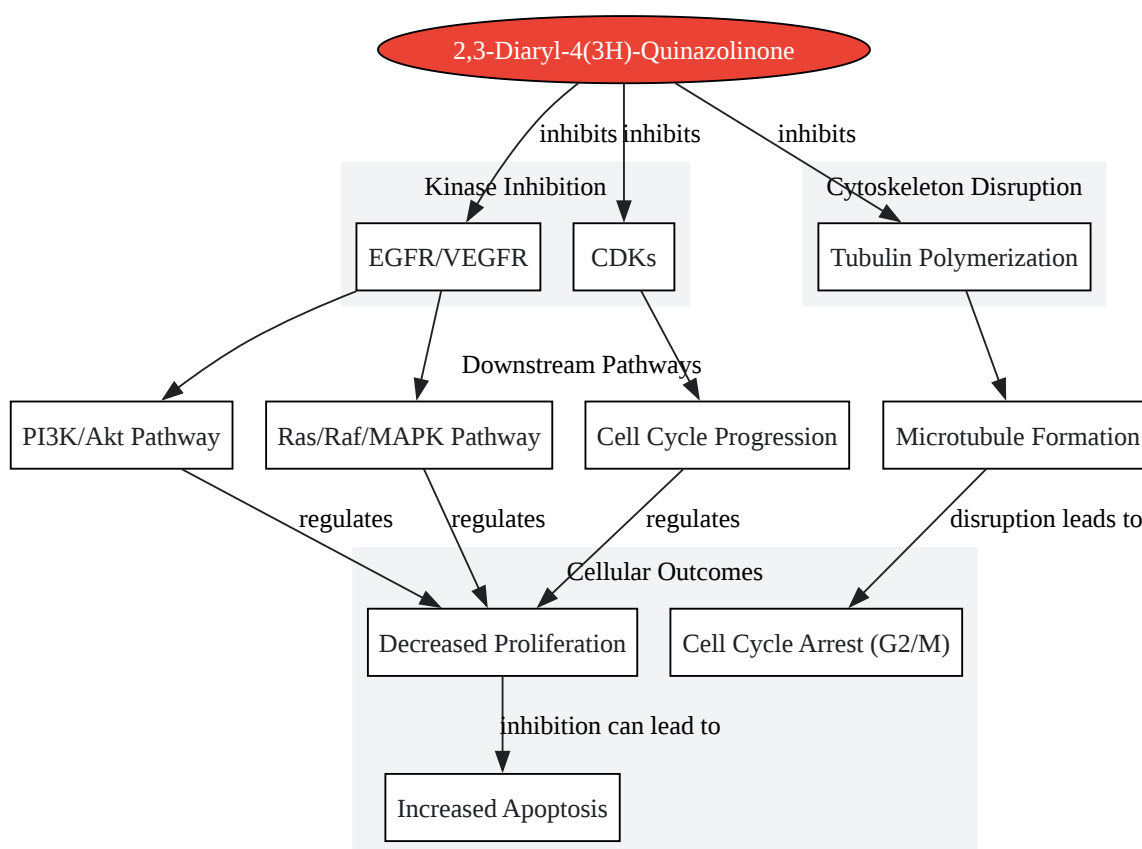 2,3-Diaryl-4(3H)-Quinazolinone
inhibits
inhibits
inhibits
Kinase Inhibition
Cytoskeleton Disruption
EGFR/VEGFR
CDKs
Tubulin Polymerization
Downstream Pathways
PI3K/Akt Pathway
Ras/Raf/MAPK Pathway
Cell Cycle Progression
Microtubule Formation
regulates
regulates
regulates
disruption leads to
Cellular Outcomes
Decreased Proliferation
Cell Cycle Arrest (G2/M)
inhibition can lead to
Increased Apoptosis